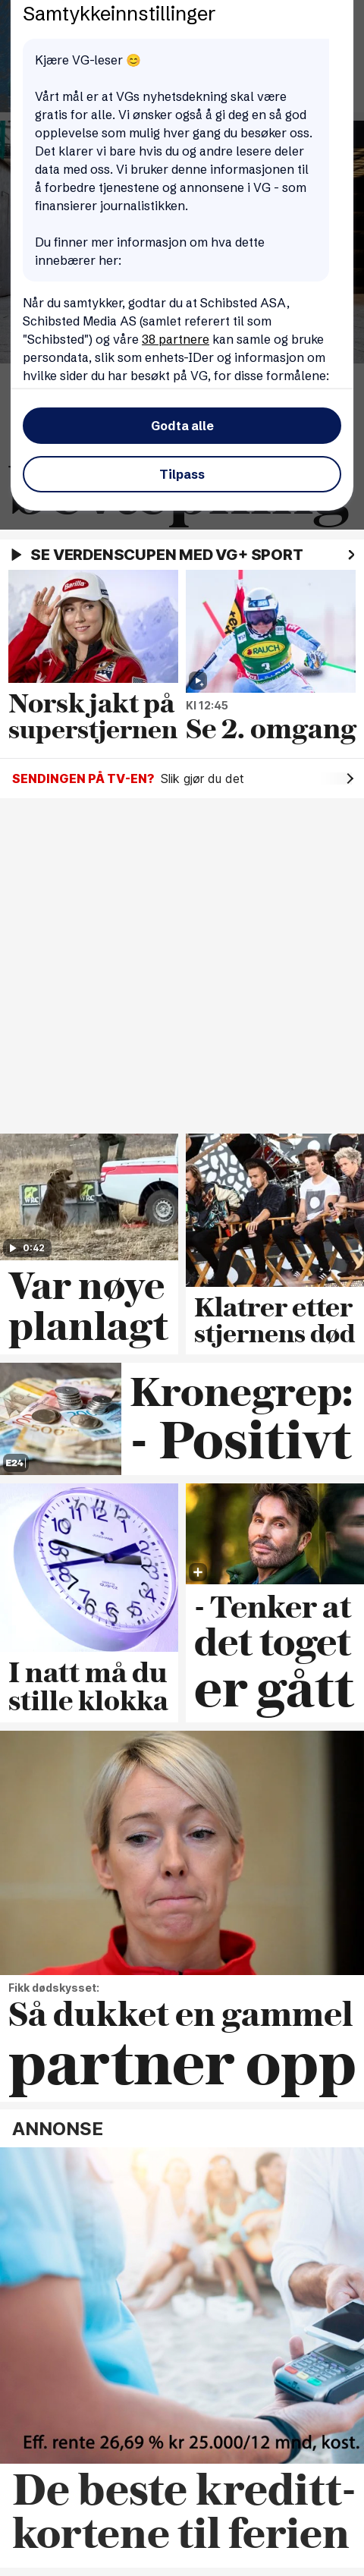 Samtykkeinnstillinger
Kjære VG-leser 😊
Vårt mål er at VGs nyhetsdekning skal være
gratis for alle. Vi ønsker også å gi deg en så god
opplevelse som mulig hver gang du besøker oss.
Det klarer vi bare hvis du og andre lesere deler
data med oss. Vi bruker denne informasjonen til
å forbedre tjenestene og annonsene i VG - som
finansierer journalistikken.
Du finner mer informasjon om hva dette
innebærer her:
Når du samtykker, godtar du at Schibsted ASA,
Schibsted Media AS (samlet referert til som
"Schibsted") og våre 38 partnere kan samle og bruke
persondata, slik som enhets-IDer og informasjon om
hvilke sider du har besøkt på VG, for disse formålene:
Godta alle
Tilpass
SE VERDENSCUPEN MED VG+ SPORT
Norsk jakt på
superstjernen
Kl 12:45
Se 2. omgang
SENDINGEN PÅ TV-EN? Slik gjør du det
0:42
Var nøye
planlagt
Klatrer etter
stjernens død
E24
Kronegrep:
- Positivt
I natt må du
stille klokka
- Tenker at
det toget
er gått
Fikk dødskysset:
Så dukket en gammel
partner opp
ANNONSE
Eff. rente 26,69 % kr 25.000/12 mnd, kost.
De beste kreditt-
kortene til ferien